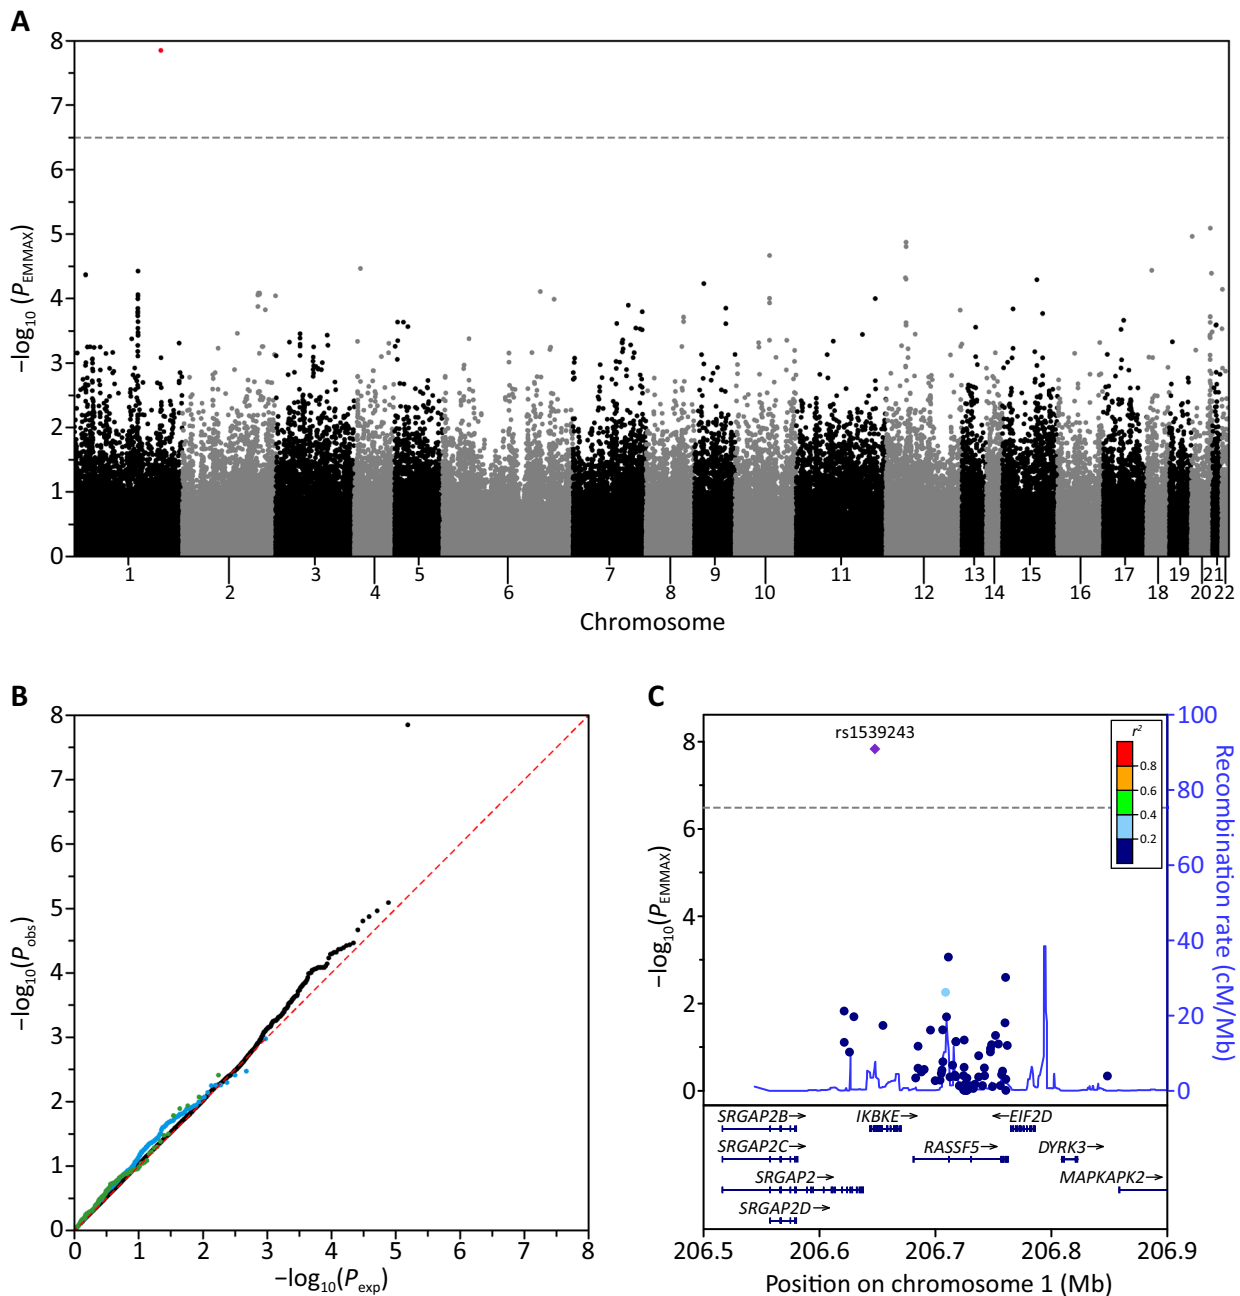 A
8
7
6
5
4
3
2
1
0
−log10 (PEMMAX)
1 3 5 7 9 11 13 15 17 19 21
2 4 6 8 10 12 14 16 18 20 22
Chromosome
B
8
7
6
5
4
3
2
1
0
−log10(Pobs)
0 1 2 3 4 5 6 7 8
−log10(Pexp)
C
8
6
4
2
0
−log10(PEMMAX)
rs1539243
r2
0.8
0.6
0.4
0.2
100
80
60
40
20
0
Recombination rate (cM/Mb)
SRGAP2B→ IKBKE→ ←EIF2D
SRGAP2C→ RASSF5→ DYRK3→
SRGAP2→ MAPKAPK2→
SRGAP2D→
206.5 206.6 206.7 206.8 206.9
Position on chromosome 1 (Mb)